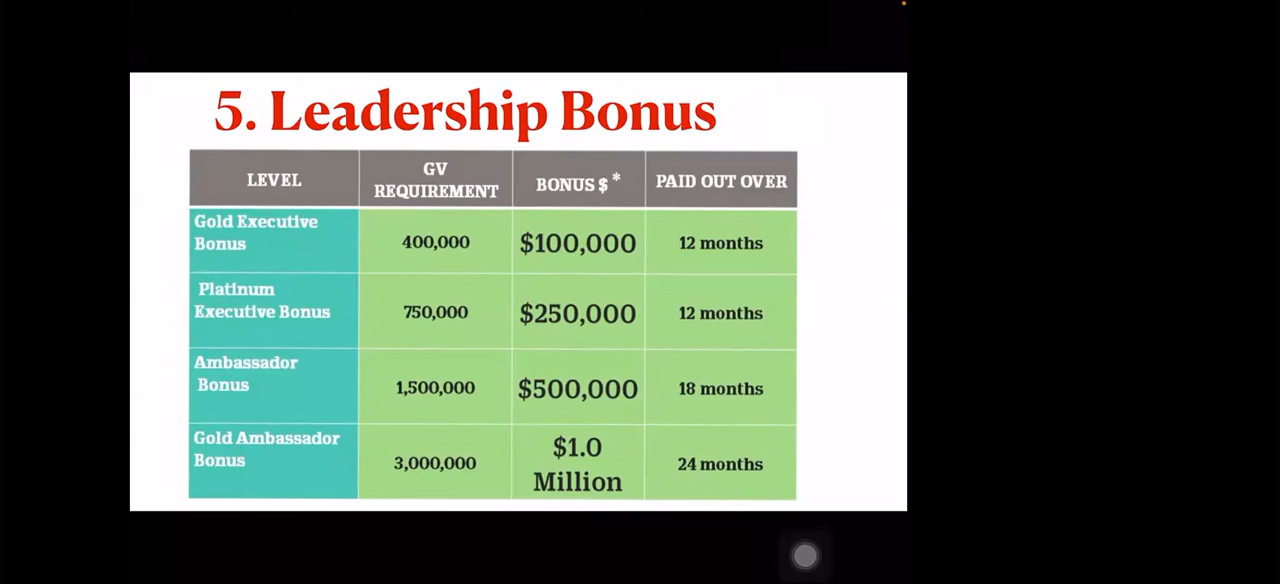 5. Leadership Bonus
LEVEL
GV
REQUIREMENT
BONUS $ *
PAID OUT OVER
Gold Executive
Bonus
400,000
$100,000
12 months
Platinum
Executive Bonus
750,000
$250,000
12 months
Ambassador
Bonus
1,500,000
$500,000
18 months
Gold Ambassador
Bonus
3,000,000
$1.0
Million
24 months